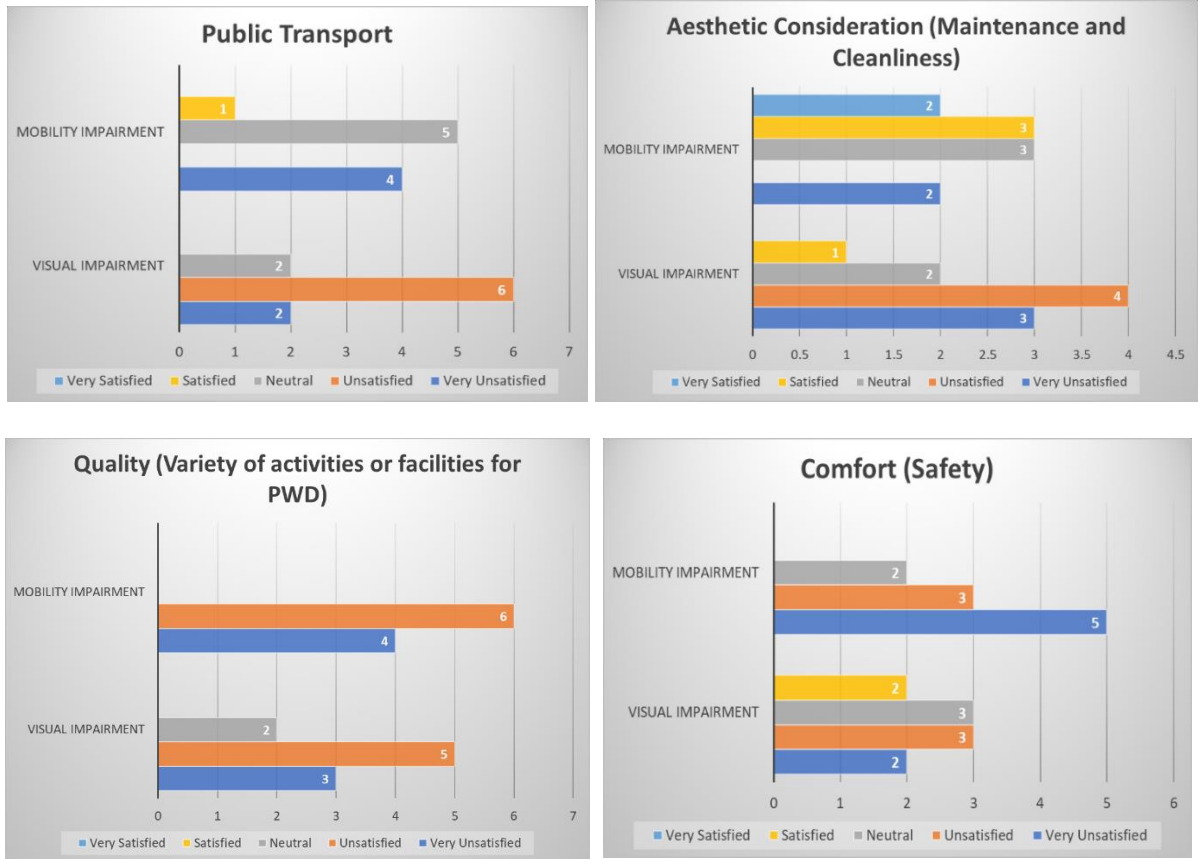 Public Transport
1
MOBILITY IMPAIRMENT
5
4
VISUAL IMPAIRMENT
2
6
2
0 1 2 3 4 5 6 7
Very Satisfied Satisfied Neutral Unsatisfied Very Unsatisfied
Aesthetic Consideration (Maintenance and
Cleanliness)
2
3
MOBILITY IMPAIRMENT
3
2
1
VISUAL IMPAIRMENT
2
4
3
0 0.5 1 1.5 2 2.5 3 3.5 4 4.5
Very Satisfied Satisfied Neutral Unsatisfied Very Unsatisfied
Quality (Variety of activities or facilities for
PWD)
MOBILITY IMPAIRMENT
6
4
VISUAL IMPAIRMENT
2
5
3
0 1 2 3 4 5 6 7
Very Satisfied Satisfied Neutral Unsatisfied Very Unsatisfied
Comfort (Safety)
MOBILITY IMPAIRMENT
2
3
5
2
VISUAL IMPAIRMENT
3
3
2
0 1 2 3 4 5 6
Very Satisfied Satisfied Neutral Unsatisfied Very Unsatisfied